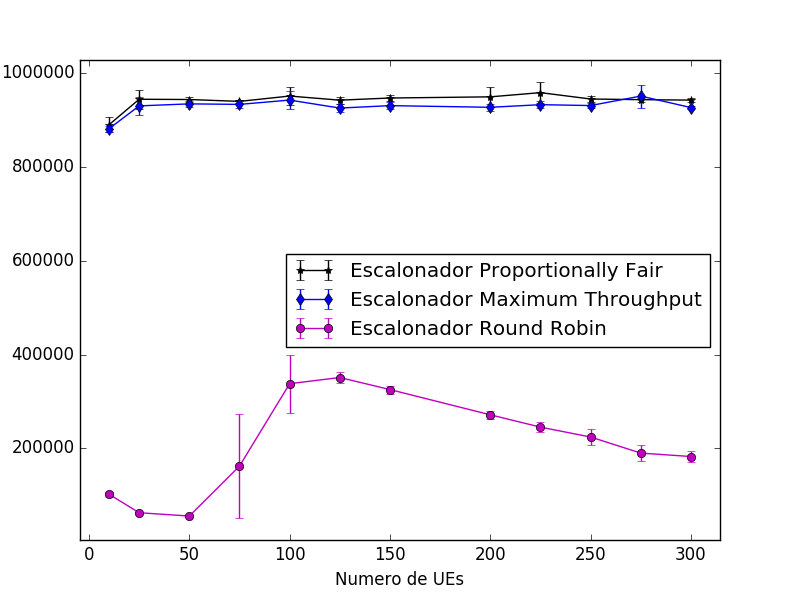 1000000
800000
600000
400000
200000
Escalonador Proportionally Fair
Escalonador Maximum Throughput
Escalonador Round Robin
0 50 100 150 200 250 300
Numero de UEs